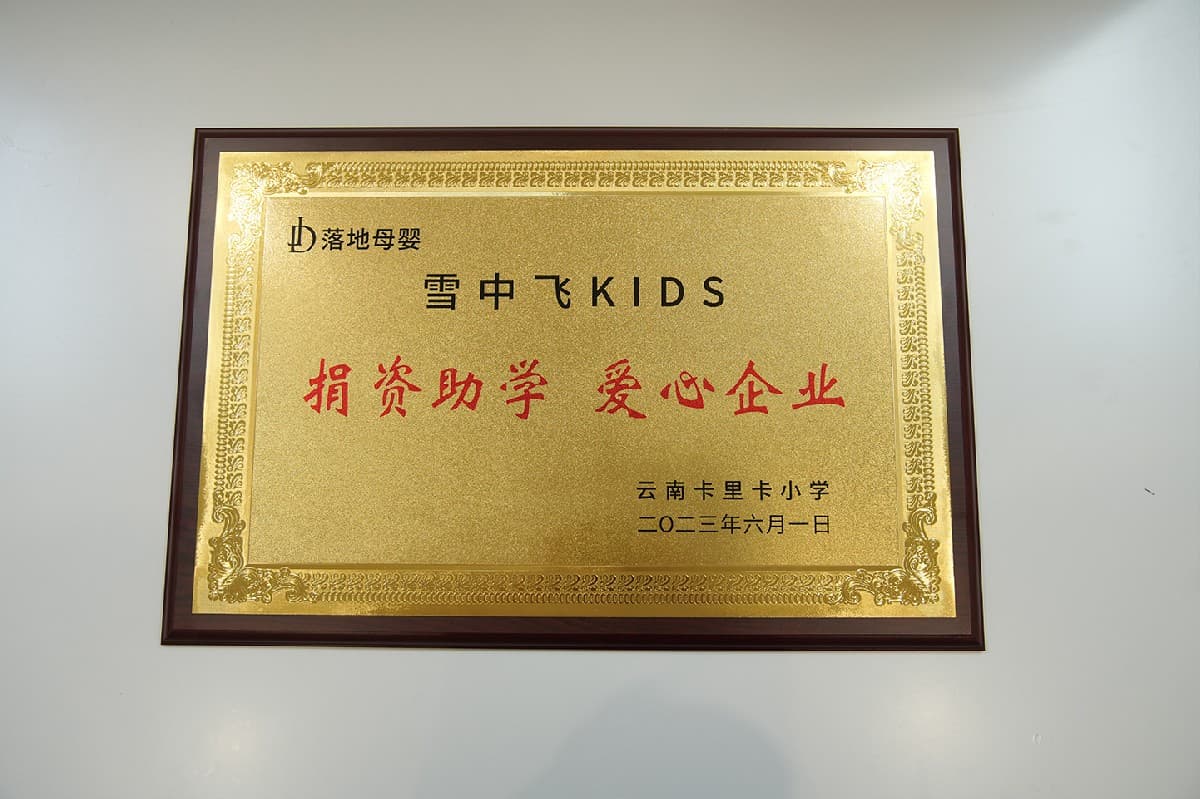 落地母婴
雪中飞KIDS
捐资助学 爱心企业
云南卡里卡小学
二〇二三年六月一日